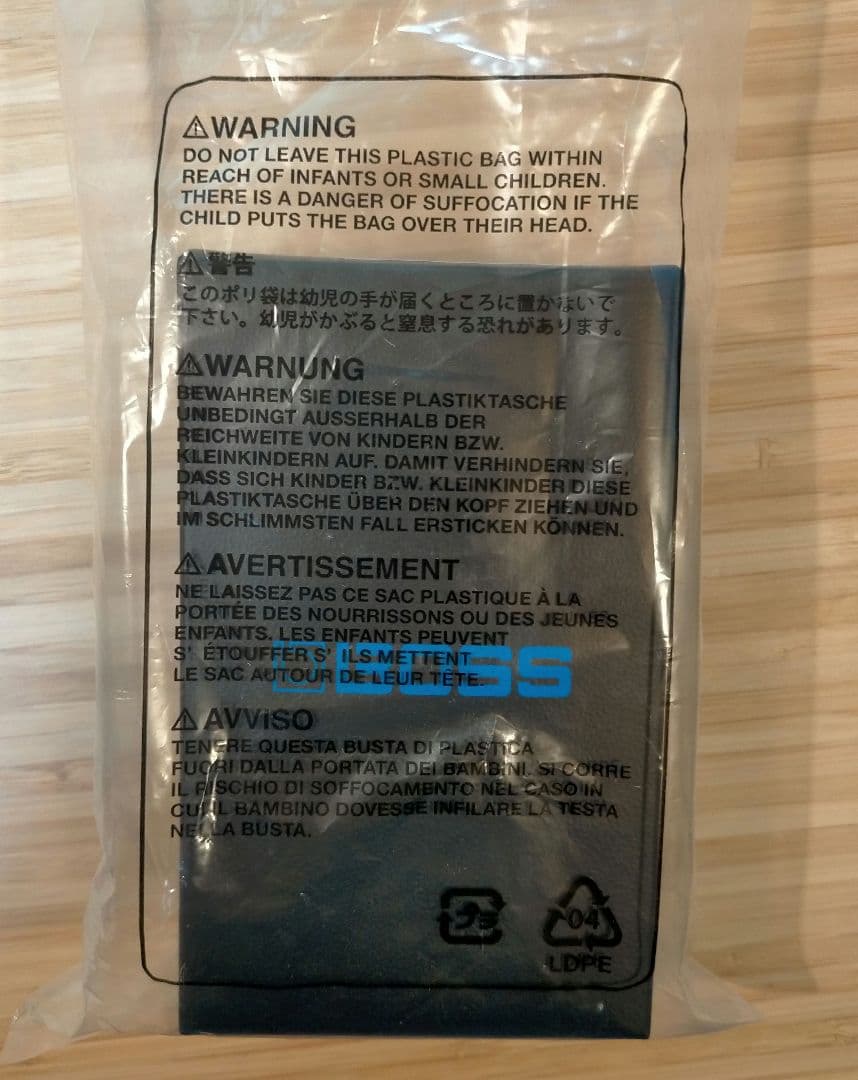 ⚠WARNING
DO NOT LEAVE THIS PLASTIC BAG WITHIN
REACH OF INFANTS OR SMALL CHILDREN.
THERE IS A DANGER OF SUFFOCATION IF THE
CHILD PUTS THE BAG OVER THEIR HEAD.
⚠警告
このポリ袋は幼児の手が届くところに置かないで
下さい。幼児がかぶると窒息する恐れがあります。
⚠WARNUNG
BEWAHREN SIE DIESE PLASTIKTASCHE
UNBEDINGT AUSSERHALB DER
REICHWEITE VON KINDERN BZW.
KLEINKINDERN AUF. DAMIT VERHINDERN SIE,
DASS SICH KINDER BZW. KLEINKINDER DIESE
PLASTIKTASCHE ÜBER DEN KOPF ZIEHEN UND
IM SCHLIMMSTEN FALL ERSTICKEN KÖNNEN.
⚠AVERTISSEMENT
NE LAISSEZ PAS CE SAC PLASTIQUE À LA
PORTÉE DES NOURRISSONS OU DES JEUNES
ENFANTS. LES ENFANTS PEUVENT
S' ÉTOUFFER S' ILS METTENT
LE SAC AUTOUR DE LEUR TÊTE.
BOSS
⚠AVVISO
TENERE QUESTA BUSTA DI PLASTICA
FUORI DALLA PORTATA DEI BAMBINI. SI CORRE
IL RISCHIO DI SOFFOCAMENTO NEL CASO IN
CUI IL BAMBINO DOVESSE INFILARE LA TESTA
NELLA BUSTA.
プラ
04
LDPE